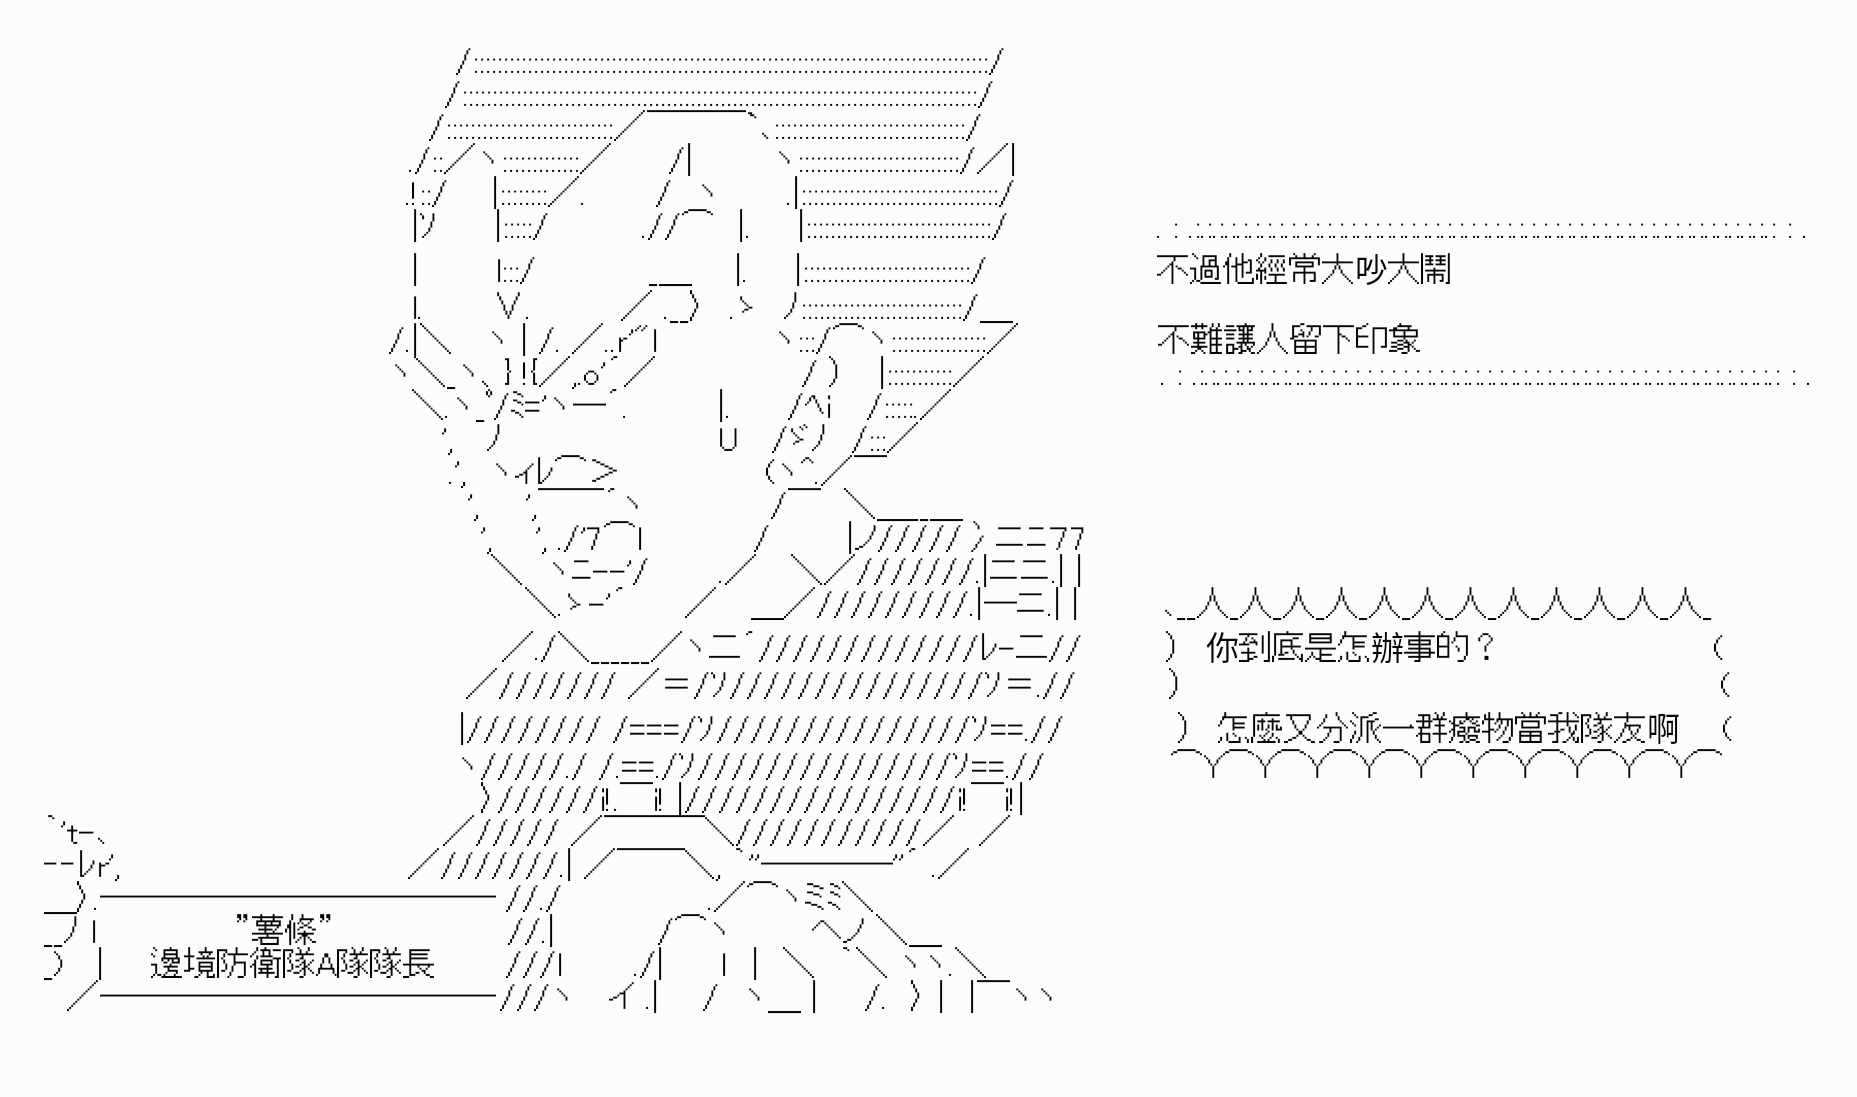 不過他經常大吵大鬧
不難讓人留下印象
你到底是怎辦事的？
怎麼又分派一群廢物當我隊友啊
”薯條”
邊境防衛隊A隊隊長